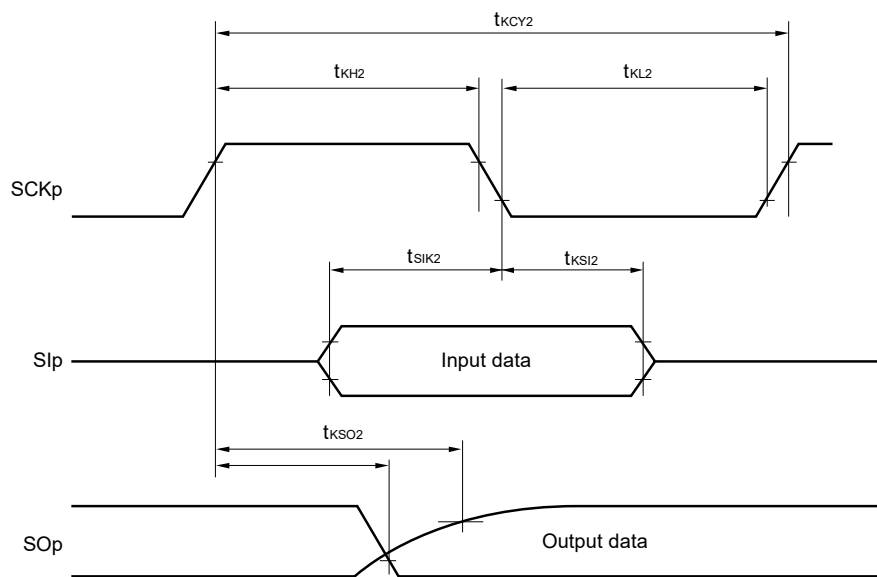 tKCY2
tKH2
tKL2
SCKp
tSIK2
tKSI2
SIp
Input data
tKSO2
SOp
Output data